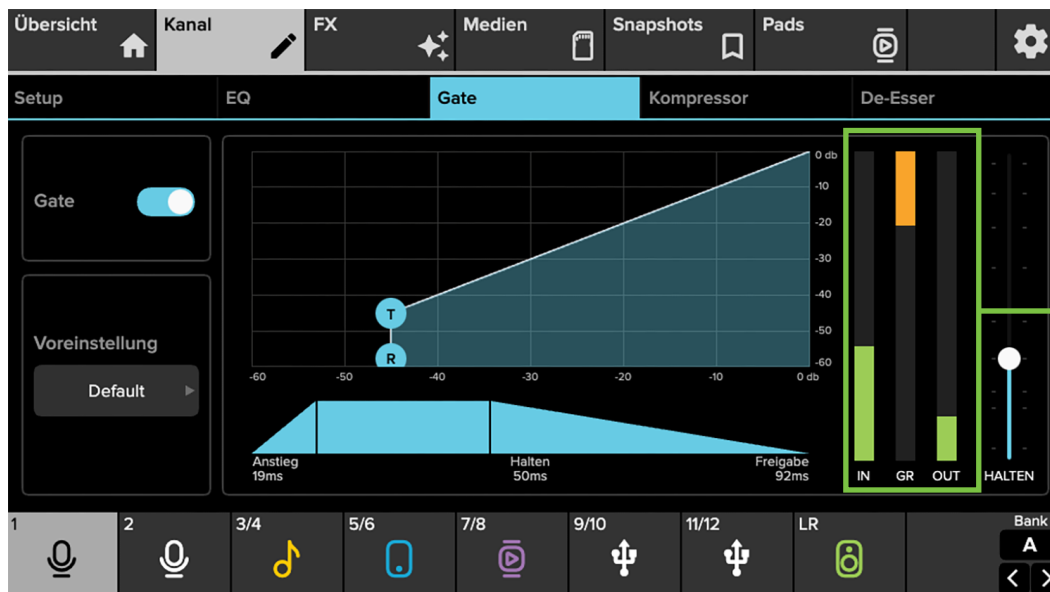 Übersicht
Kanal
FX
Medien
Snapshots
Pads
Setup
EQ
Gate
Kompressor
De-Esser
Gate
Voreinstellung
Default
0 db
-10
-20
-30
-40
-50
-60
T
R
-60
-50
-40
-30
-20
-10
0 db
Anstieg
19ms
Halten
50ms
Freigabe
92ms
IN
GR
OUT
HALTEN
1
2
3/4
5/6
7/8
9/10
11/12
LR
Bank
A